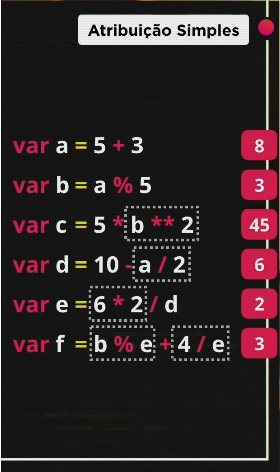 Atribuição Simples
var a = 5 + 3 8
var b = a % 5 3
var c = 5 * b ** 2 45
var d = 10 - a / 2 6
var e = 6 * 2 / d 2
var f = b % e + 4 / e 3